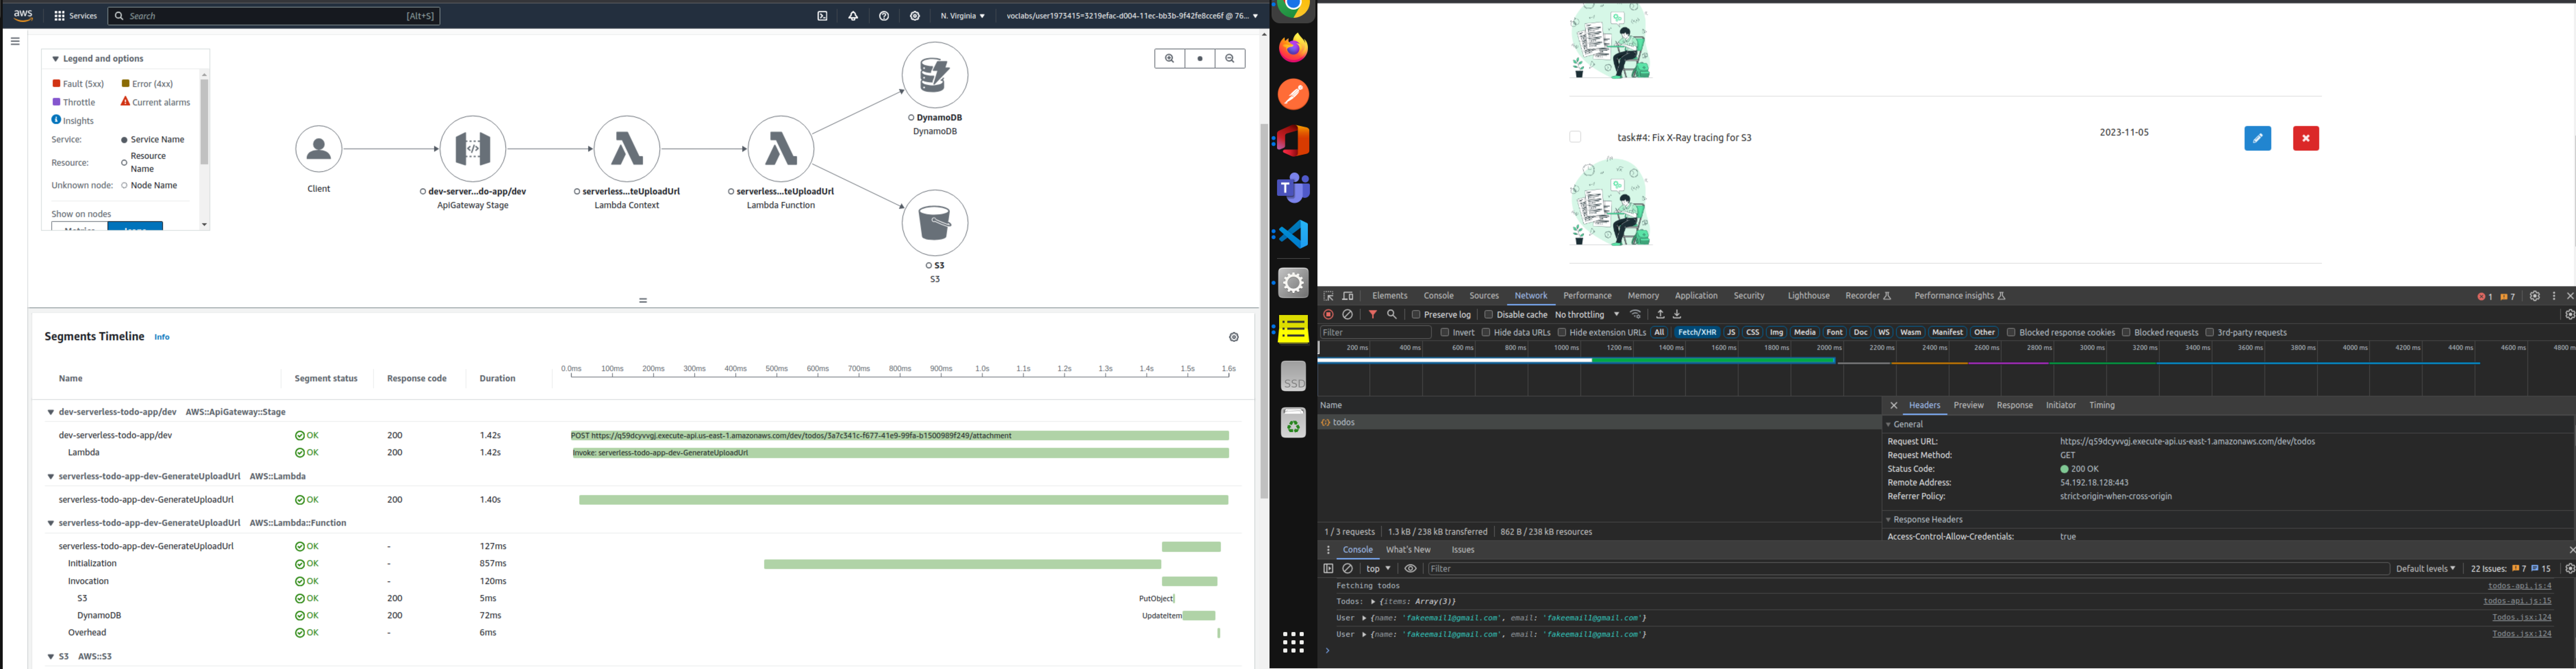 aws Services Search [Alt+S] N. Virginia voclabs/user1973415=3219efac-d004-11ec-bb3b-9f42fe8cce6f @ 76...
Legend and options
Fault (5xx) Error (4xx)
Throttle Current alarms
Insights
Service: Service Name
Resource: Resource
Name
Unknown node: Node Name
Show on nodes
Client
dev-server...do-app/dev
ApiGateway Stage
serverless...teUploadUrl
Lambda Context
serverless...teUploadUrl
Lambda Function
DynamoDB
DynamoDB
S3
S3
Segments Timeline Info
Name Segment status Response code Duration
0.0ms 100ms 200ms 300ms 400ms 500ms 600ms 700ms 800ms 900ms 1.0s 1.1s 1.2s 1.3s 1.4s 1.5s 1.6s
dev-serverless-todo-app/dev AWS::ApiGateway::Stage
dev-serverless-todo-app/dev OK 200 1.42s POST https://q59dcyvvgj.execute-api.us-east-1.amazonaws.com/dev/todos/3a7c341c-f677-41e9-99fa-b1500989f249/attachment
Lambda OK 200 1.42s Invoke: serverless-todo-app-dev-GenerateUploadUrl
serverless-todo-app-dev-GenerateUploadUrl AWS::Lambda
serverless-todo-app-dev-GenerateUploadUrl OK 200 1.40s
serverless-todo-app-dev-GenerateUploadUrl AWS::Lambda::Function
serverless-todo-app-dev-GenerateUploadUrl OK - 127ms
Initialization OK - 857ms
Invocation OK - 120ms
S3 OK 200 5ms PutObject
DynamoDB OK 200 72ms UpdateItem
Overhead OK - 6ms
S3 AWS::S3
SSD
task#4: Fix X-Ray tracing for S3 2023-11-05
Elements Console Sources Network Performance Memory Application Security Lighthouse Recorder Performance insights 1 7
Preserve log Disable cache No throttling
Filter Invert Hide data URLs Hide extension URLs All Fetch/XHR JS CSS Img Media Font Doc WS Wasm Manifest Other Blocked response cookies Blocked requests 3rd-party requests
200 ms 400 ms 600 ms 800 ms 1000 ms 1200 ms 1400 ms 1600 ms 1800 ms 2000 ms 2200 ms 2400 ms 2600 ms 2800 ms 3000 ms 3200 ms 3400 ms 3600 ms 3800 ms 4000 ms 4200 ms 4400 ms 4600 ms 4800 m
Name
todos
1 / 3 requests 1.3 kB / 238 kB transferred 862 B / 238 kB resources
Headers Preview Response Initiator Timing
General
Request URL: https://q59dcyvvgj.execute-api.us-east-1.amazonaws.com/dev/todos
Request Method: GET
Status Code: 200 OK
Remote Address: 54.192.18.128:443
Referrer Policy: strict-origin-when-cross-origin
Response Headers
Access-Control-Allow-Credentials: true
Console What's New Issues
top Filter Default levels 22 Issues: 7 15
Fetching todos todos-api.js:4
Todos: {items: Array(3)} todos-api.js:15
User {name: 'fakeemail1@gmail.com', email: 'fakeemail1@gmail.com'} Todos.jsx:124
User {name: 'fakeemail1@gmail.com', email: 'fakeemail1@gmail.com'} Todos.jsx:124